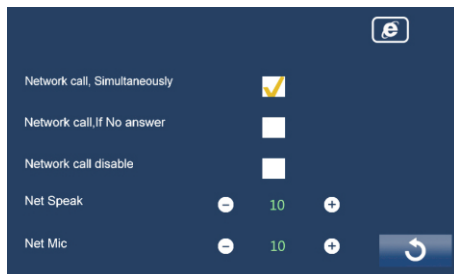 Network call, Simultaneously
Network call,If No answer
Network call disable
Net Speak 10
Net Mic 10